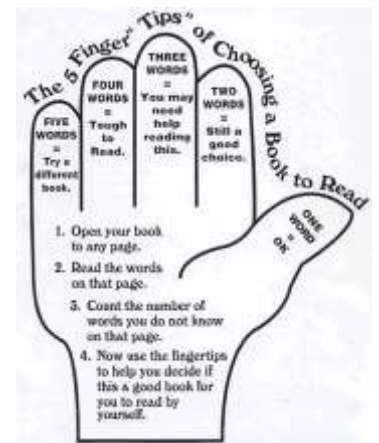 The 5 Finger" Tips" of Choosing a Book to Read
FIVE
WORDS
=
Try a
different
book.
FOUR
WORDS
=
Tough
to
Read.
THREE
WORDS
=
You may
need
help
reading
this.
TWO
WORDS
=
Still a
good
choice.
ONE
WORD
=
OK
1. Open your book
to any page.
2. Read the words
on that page.
3. Count the number of
words you do not know
on that page.
4. Now use the fingertips
to help you decide if
this a good book for
you to read by
yourself.